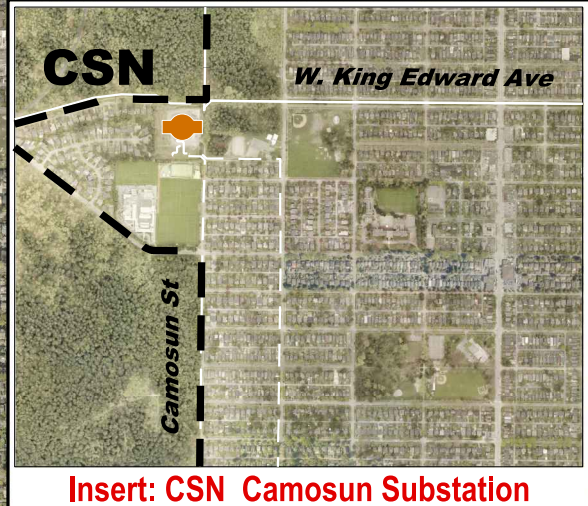 CSN
W. King Edward Ave
Camosun St
Insert: CSN Camosun Substation